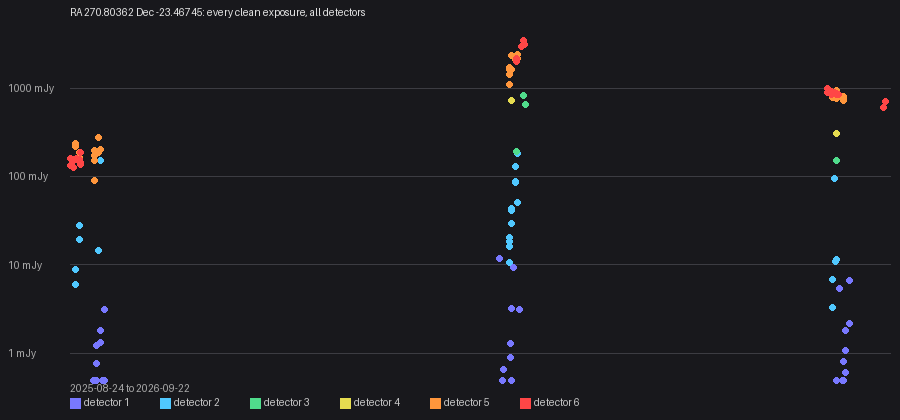 RA 270.80362 Dec -23.46745: every clean exposure, all detectors
1000 mJy
100 mJy
10 mJy
1 mJy
2025-08-24 to 2026-09-22
detector 1 detector 2 detector 3 detector 4 detector 5 detector 6